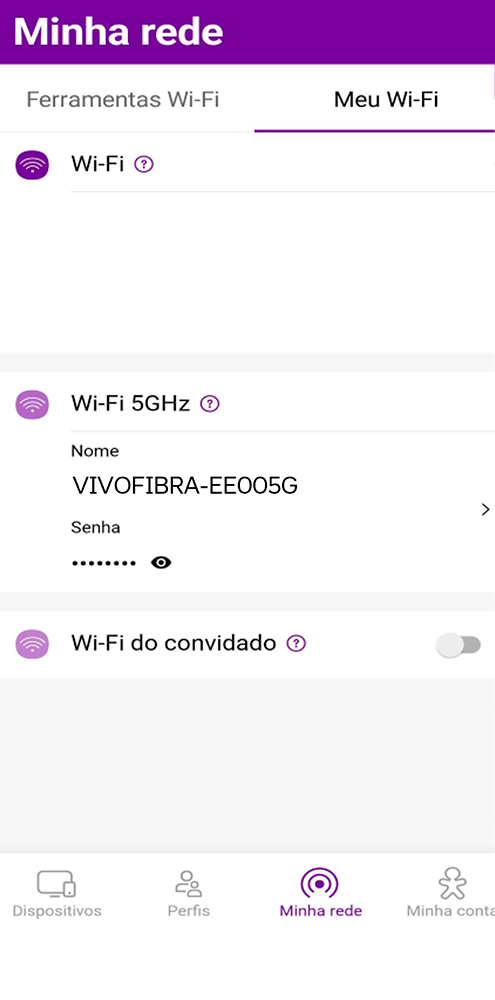 Minha rede
Ferramentas Wi-Fi Meu Wi-Fi
Wi-Fi ?
Wi-Fi 5GHz ?
Nome
VIVOFIBRA-EE005G
Senha
••••••••
Wi-Fi do convidado ?
Dispositivos Perfis Minha rede Minha conta